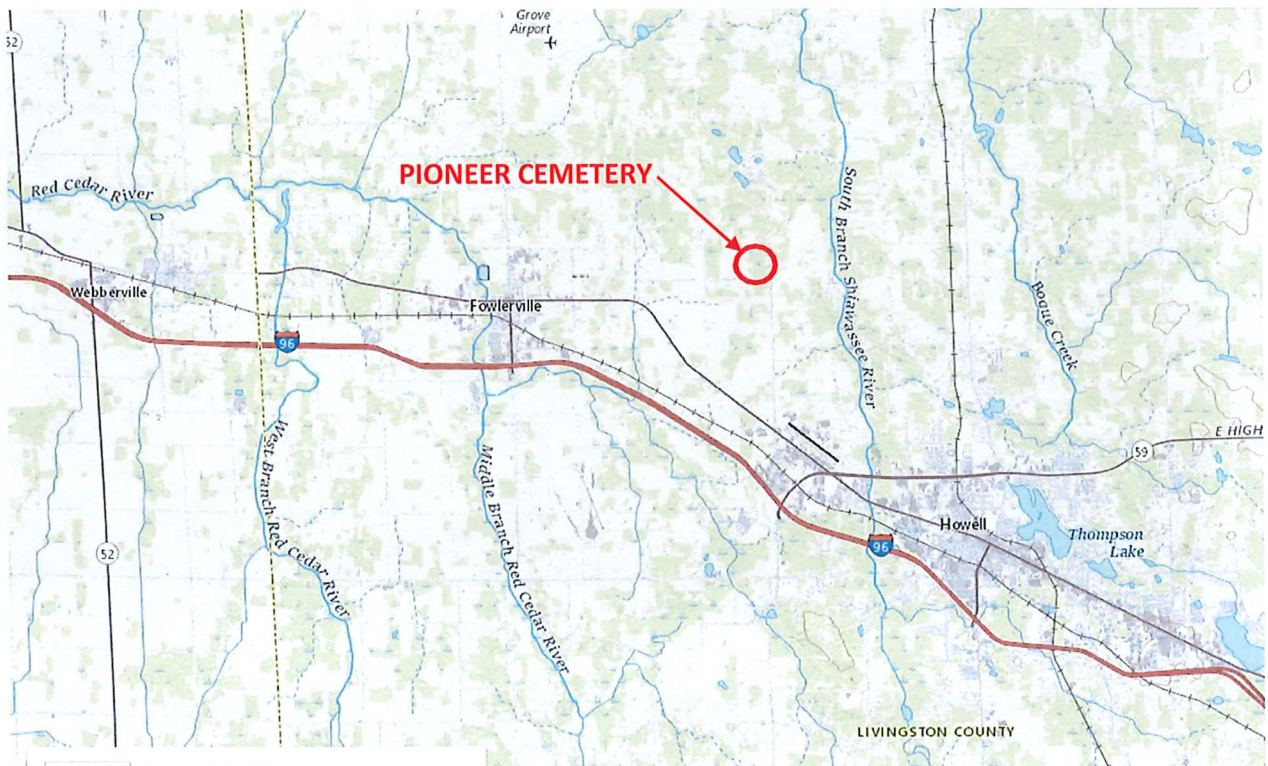 Grove
Airport
52
PIONEER CEMETERY
Red Cedar River
South Branch Shiawassee River
Webberville
Fowlerville
Bogue Creek
96
E HIGH
59
West Branch Red Cedar River
Middle Branch Red Cedar River
Howell
Thompson
Lake
96
52
LIVINGSTON COUNTY